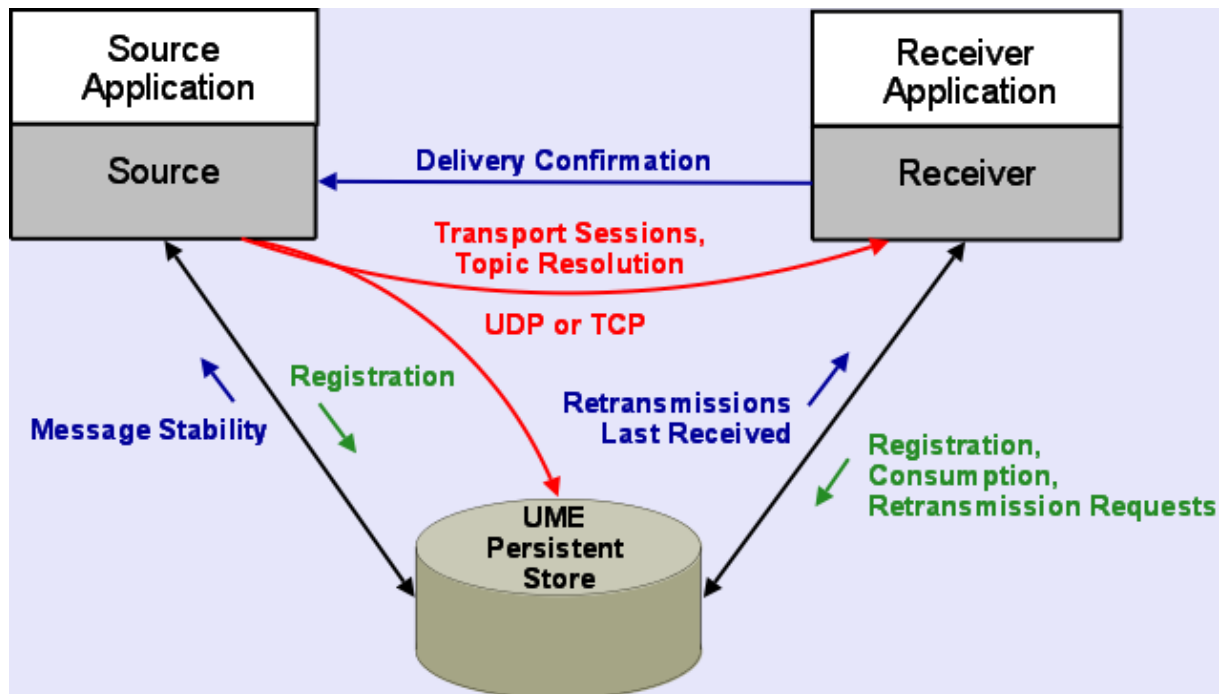 Source
Application
Source
Receiver
Application
Receiver
Delivery Confirmation
Transport Sessions,
Topic Resolution
UDP or TCP
Registration
Message Stability
Retransmissions
Last Received
Registration,
Consumption,
Retransmission Requests
UME
Persistent
Store